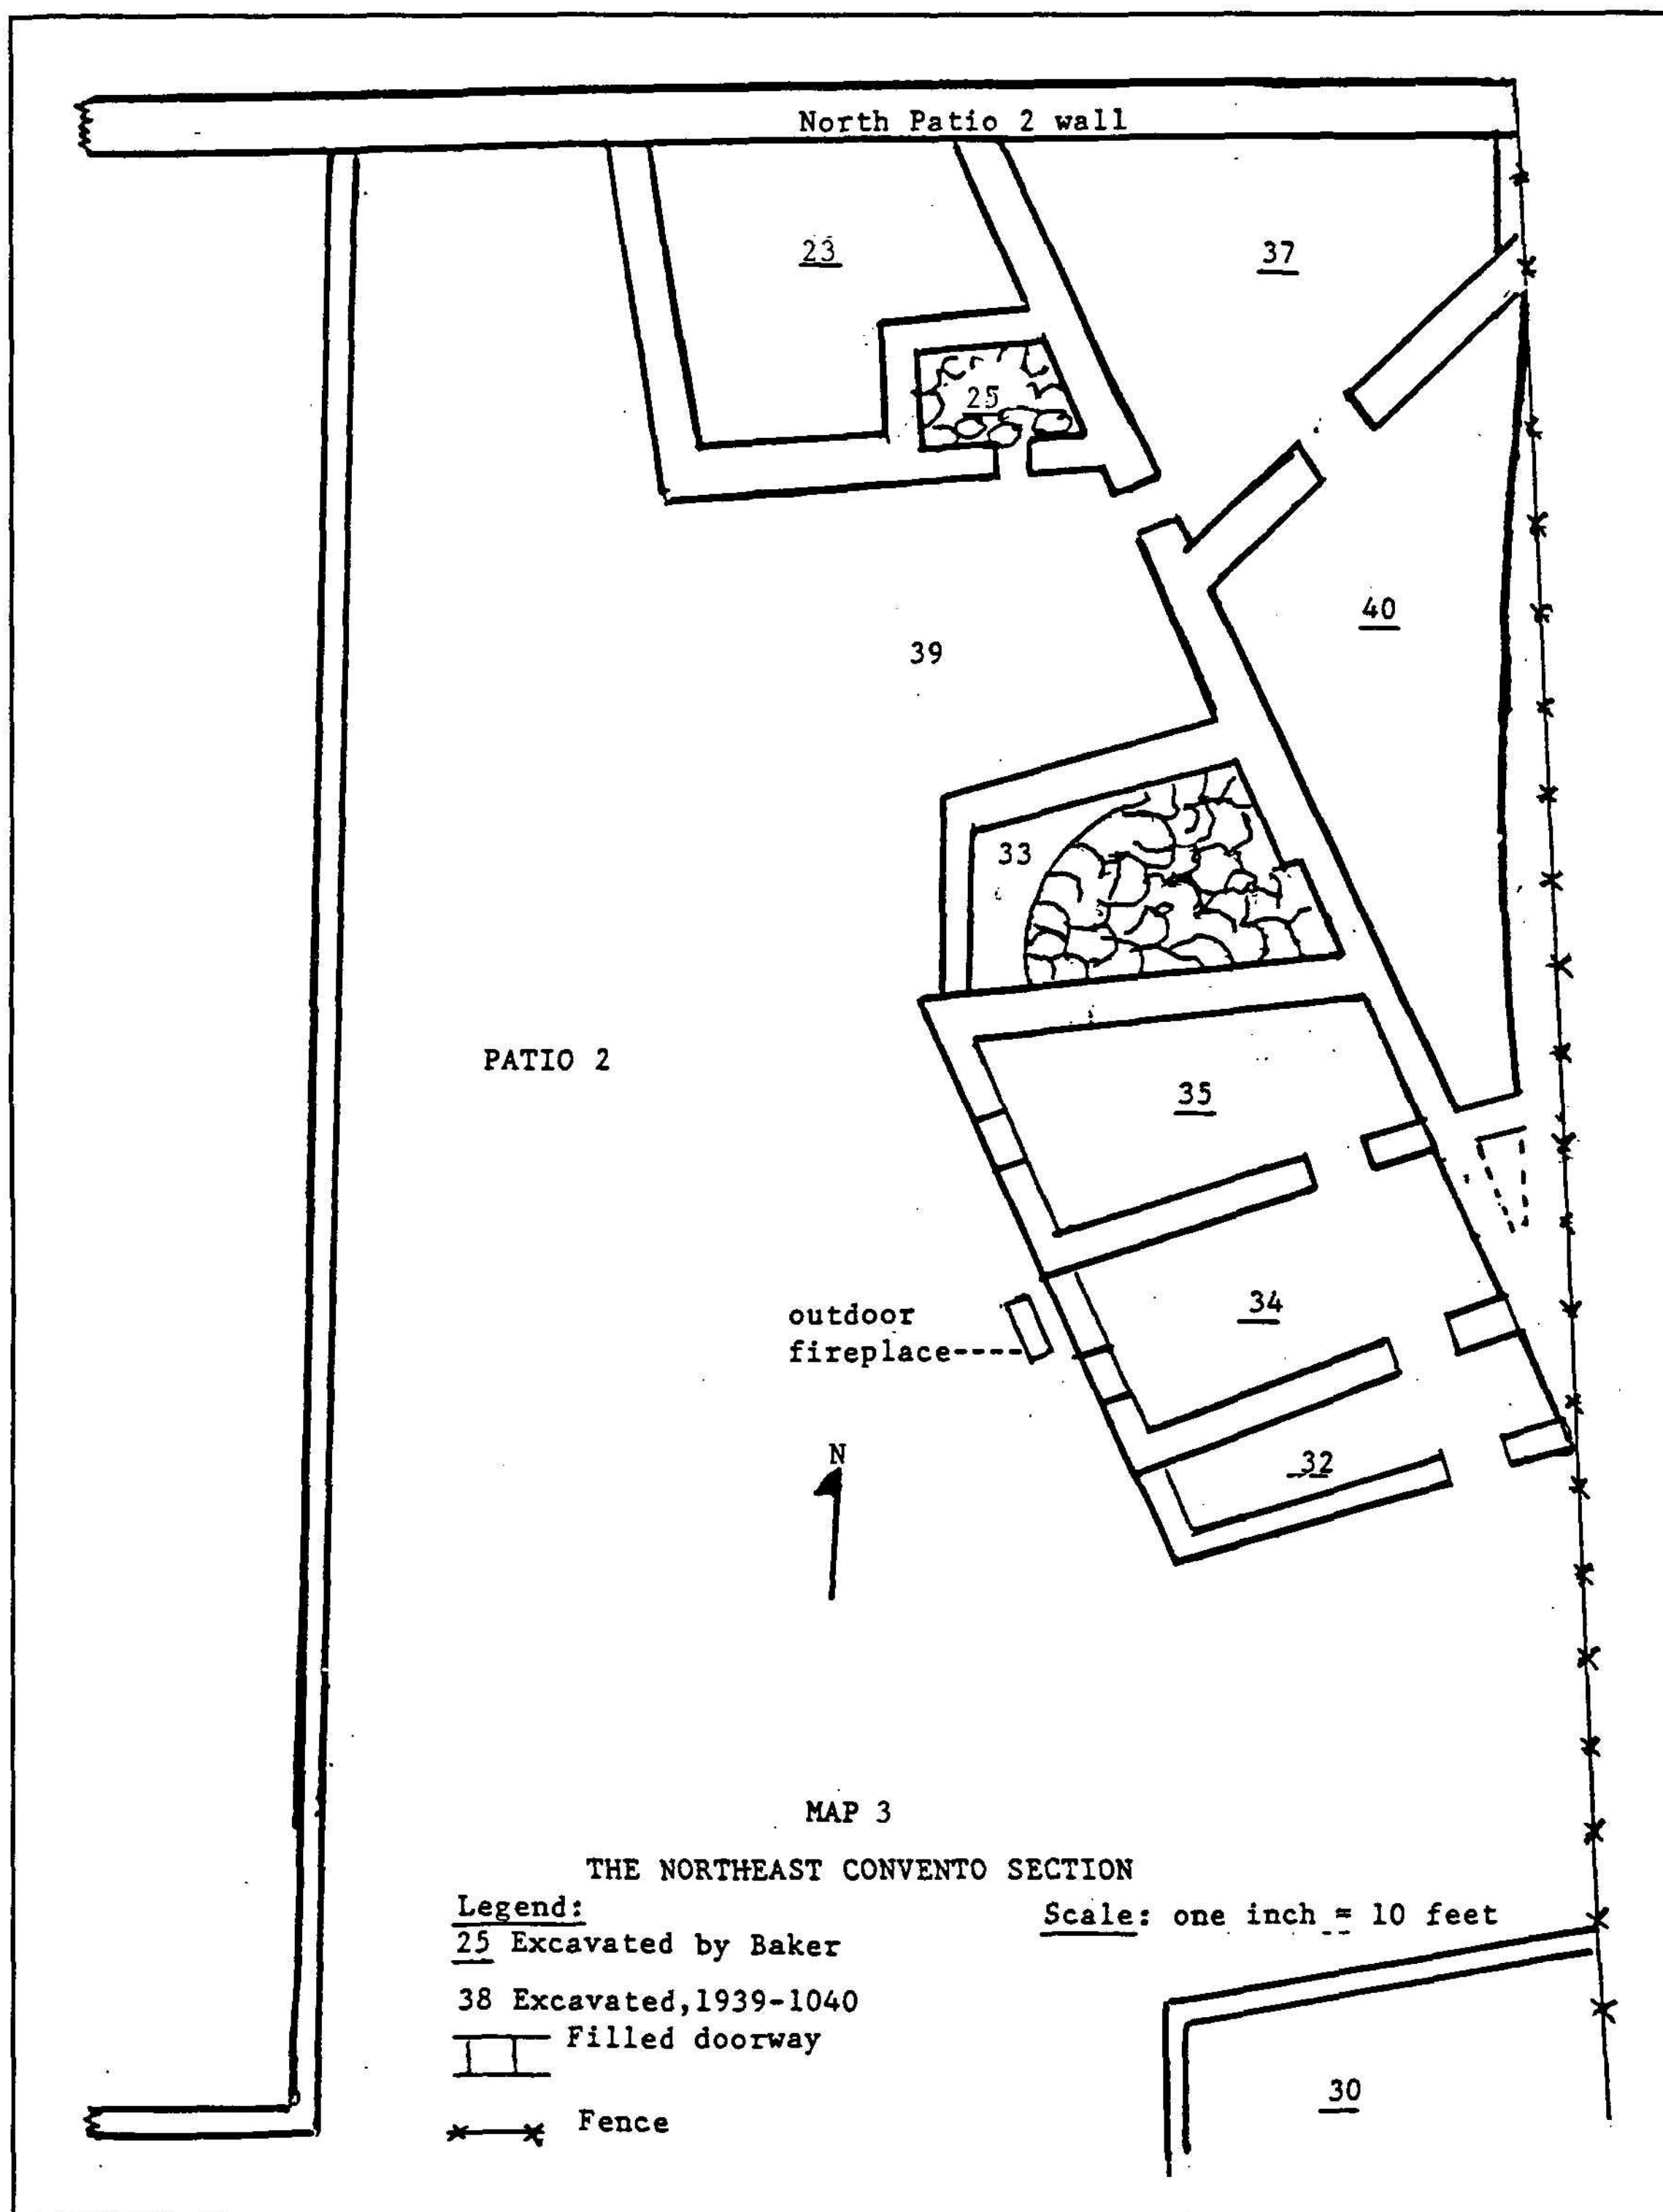 North Patio 2 wall
23
37
25
40
39
33
PATIO 2
35
34
outdoor
fireplace----
32
N
MAP 3
THE NORTHEAST CONVENTO SECTION
Legend:
Scale: one inch = 10 feet
25 Excavated by Baker
38 Excavated,1939-1040
Filled doorway
Fence
30